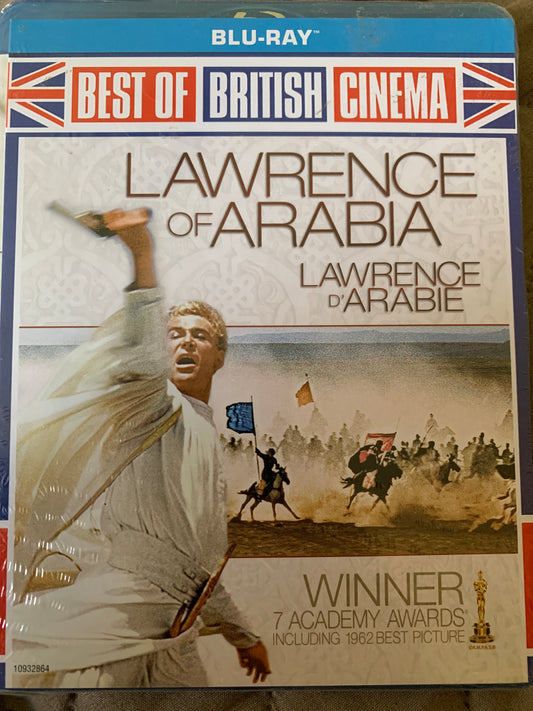 BLU-RAY™
BEST OF BRITISH CINEMA
LAWRENCE
OF ARABIA
LAWRENCE
D'ARABIE
WINNER
7 ACADEMY AWARDS®
INCLUDING 1962 BEST PICTURE
10932864